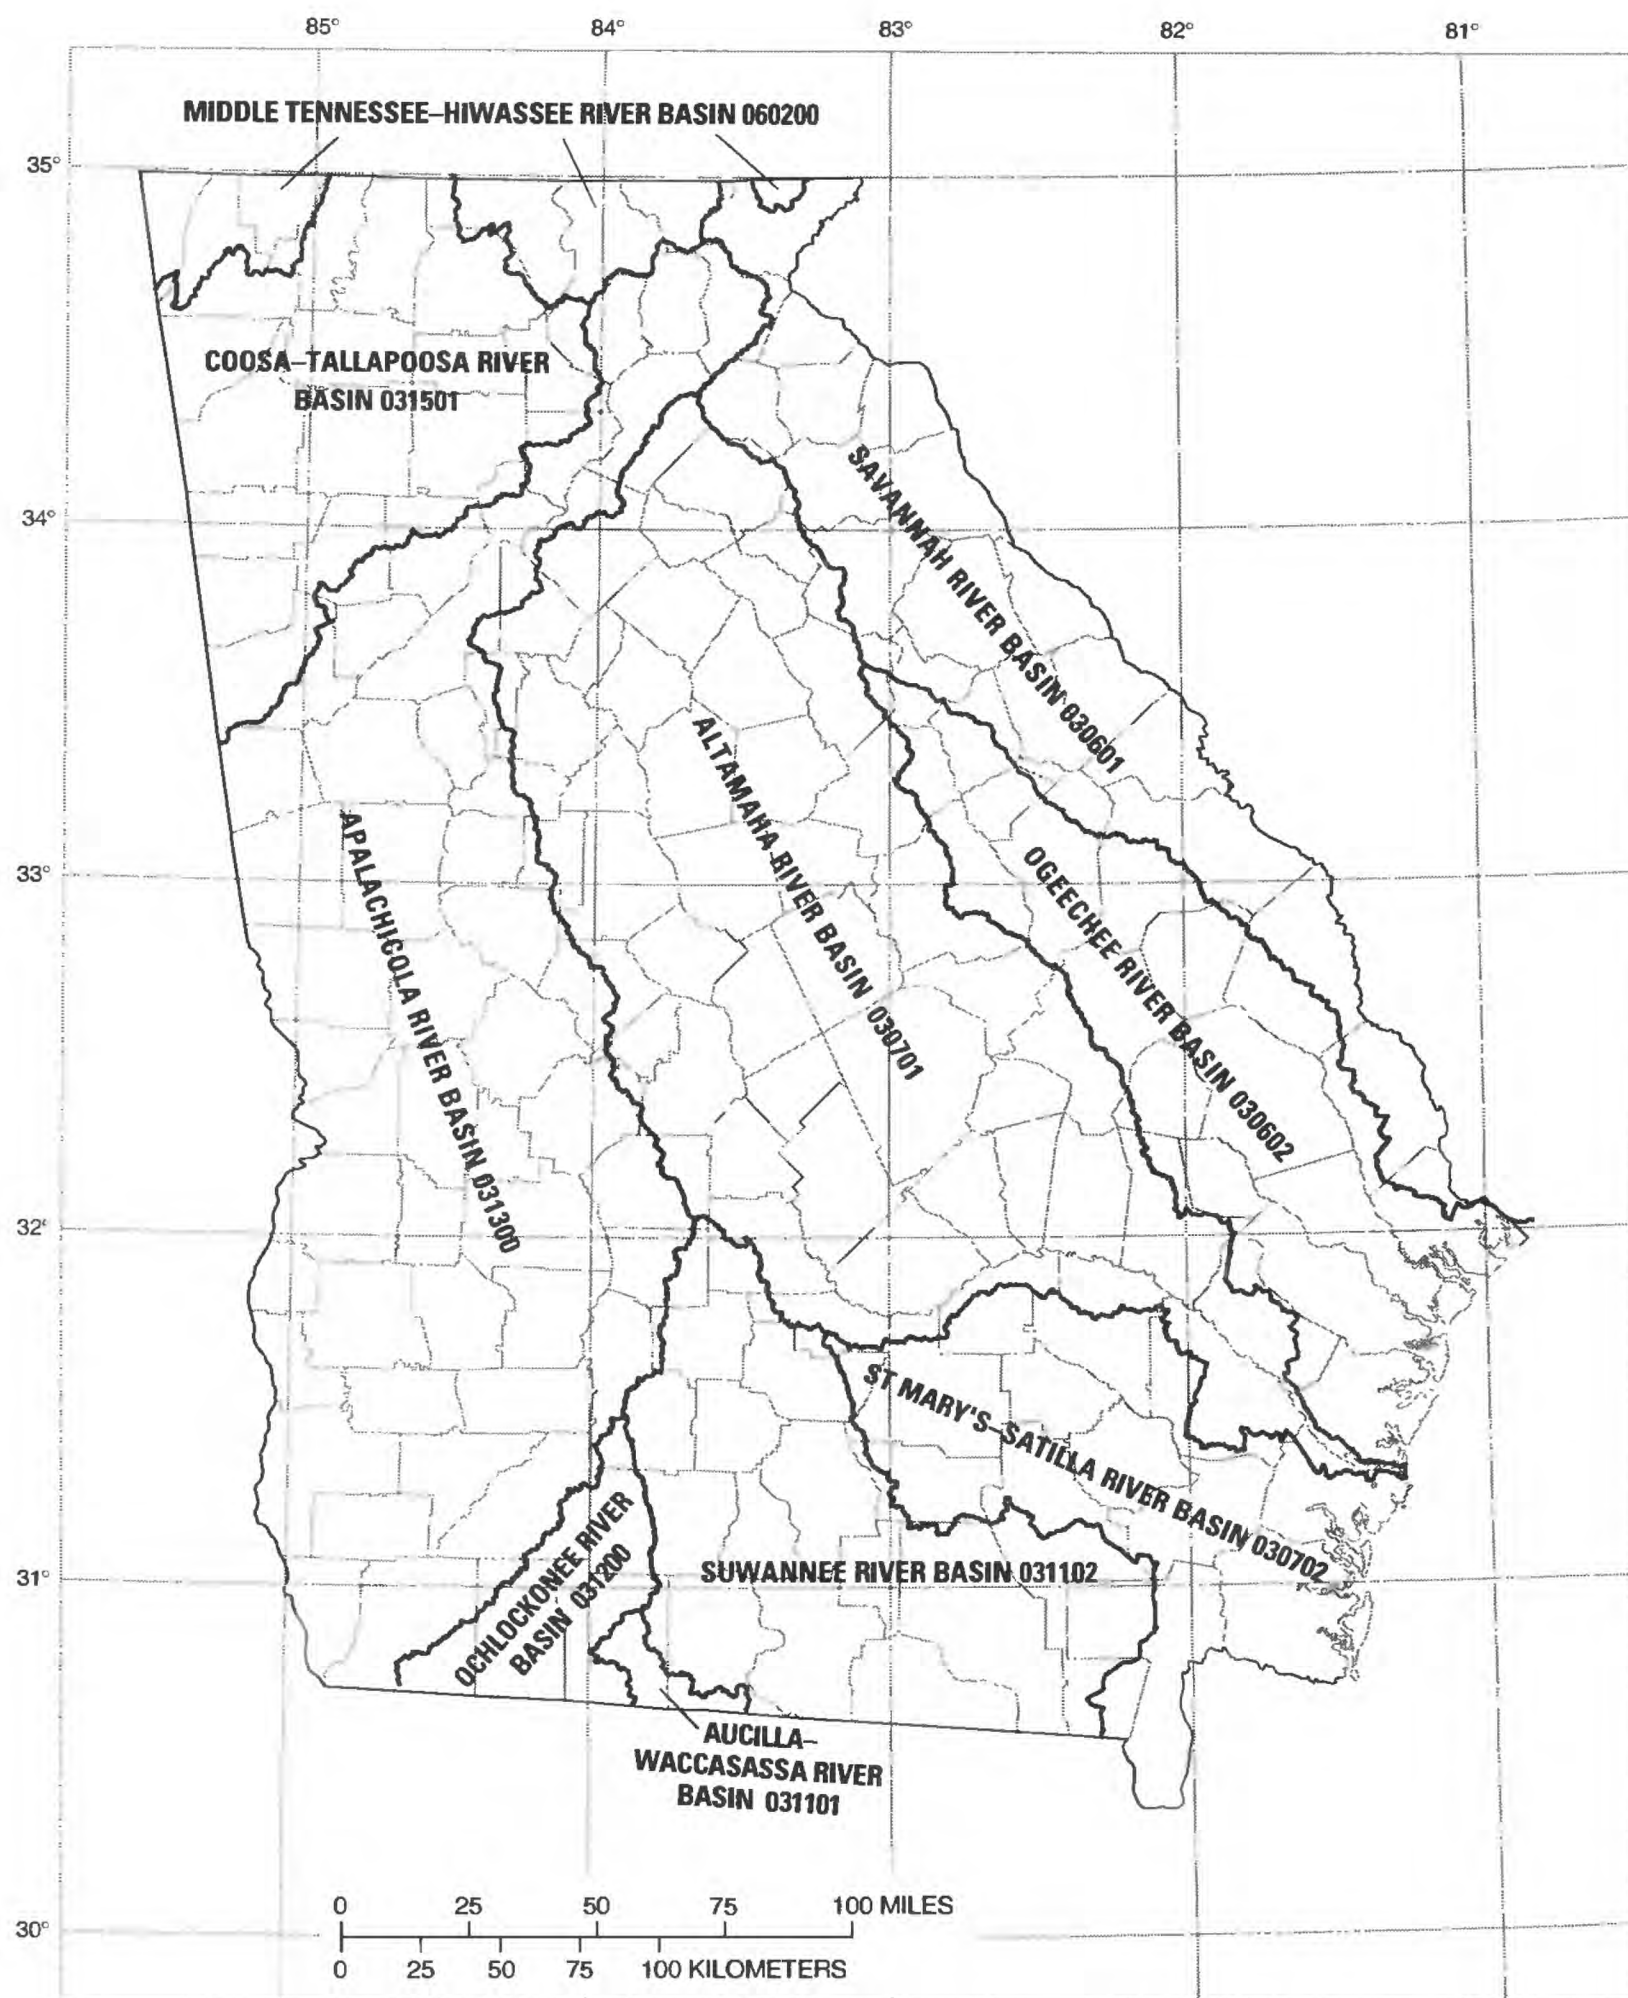 85° 84° 83° 82° 81°
MIDDLE TENNESSEE–HIWASSEE RIVER BASIN 060200
35°
COOSA–TALLAPOOSA RIVER
BASIN 031501
SAVANNAH RIVER BASIN 030601
34°
ALTAMAHA RIVER BASIN 030701
APALACHICOLA RIVER BASIN 031300
OGEECHEE RIVER BASIN 030602
33°
32°
ST MARY'S–SATILLA RIVER BASIN 030702
OCHLOCKONEE RIVER
BASIN 031200
SUWANNEE RIVER BASIN 031102
31°
AUCILLA–
WACCASASSA RIVER
BASIN 031101
0 25 50 75 100 MILES
30°
0 25 50 75 100 KILOMETERS